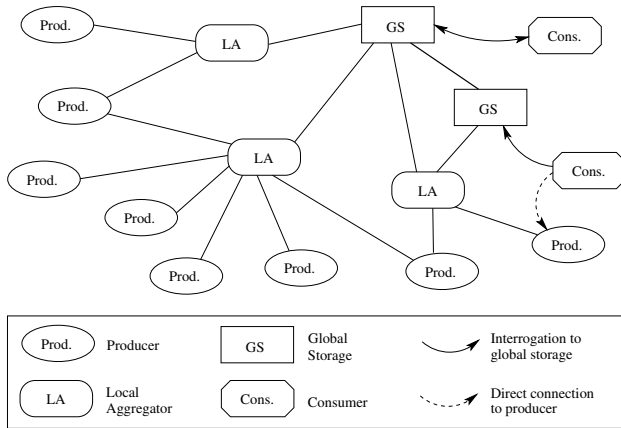 Prod.
LA
GS
Cons.
Prod.
GS
LA
Prod.
LA
Cons.
Prod.
Prod.
Prod.
Prod.
Prod.
Prod.
Prod.
Producer
GS
Global
Storage
Interrogation to
global storage
LA
Local
Aggregator
Cons.
Consumer
Direct connection
to producer